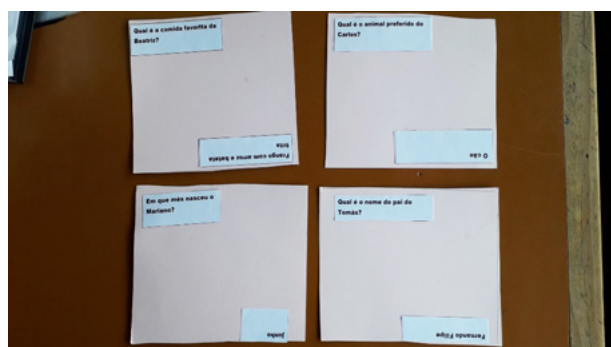 Qual é a comida favorita da
Beatriz?
Frango com arroz e batata
frita
Qual é o animal preferido do
Carlos?
O cão
Em que mês nasceu o
Mariano?
junho
Qual é o nome do pai do
Tomás?
Fernando Filipe